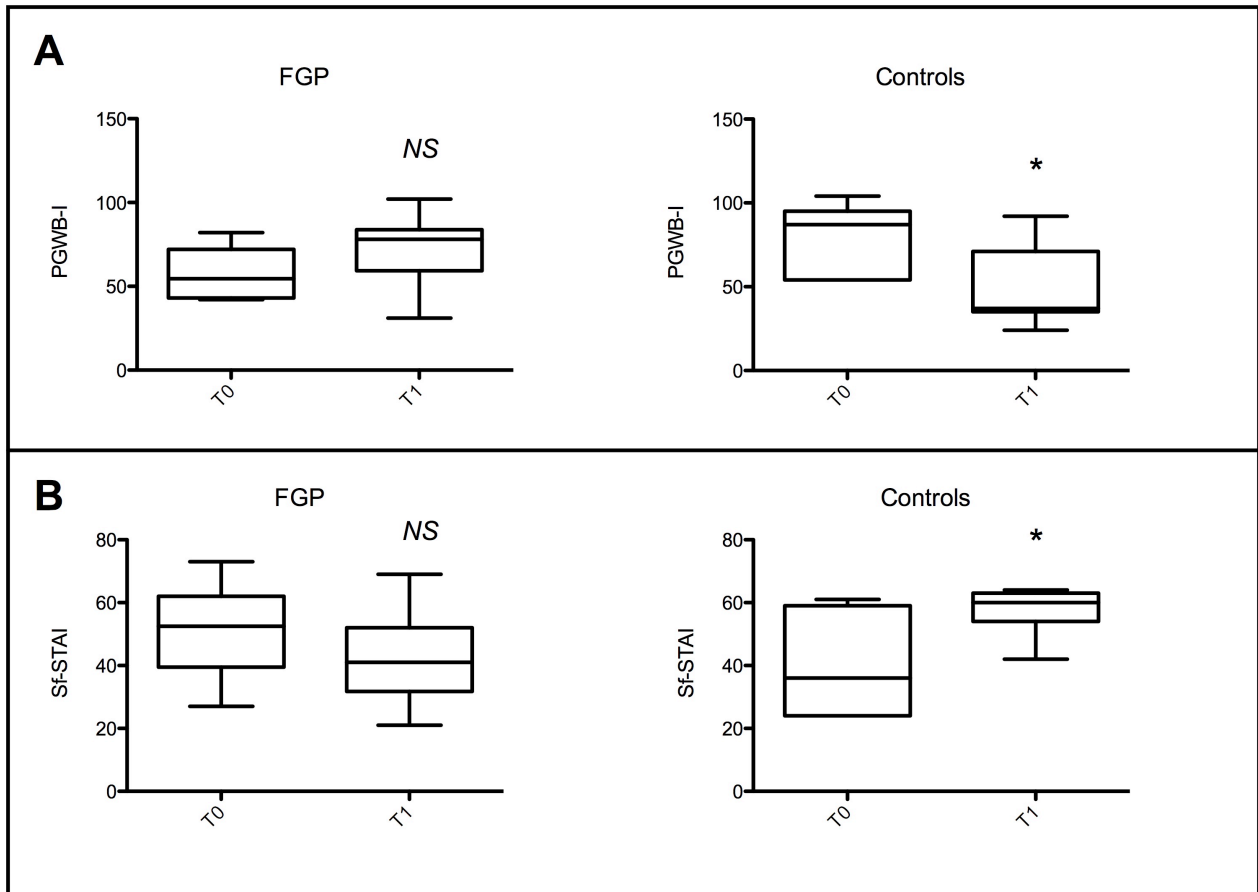 A
FGP
Controls
150
100
50
0
PGWB-I
NS
T0
T1
150
100
50
0
PGWB-I
*
T0
T1
B
FGP
Controls
80
60
40
20
0
Sf-STAI
NS
T0
T1
80
60
40
20
0
Sf-STAI
*
T0
T1